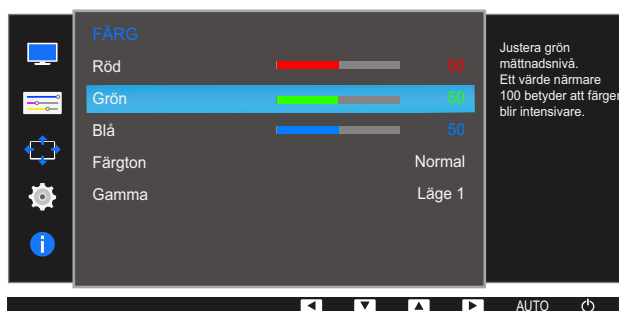 FÄRG
Röd 50
Grön 50
Blå 50
Färgton Normal
Gamma Läge 1
Justera grön
mättnadsnivå.
Ett värde närmare
100 betyder att färger
blir intensivare.
AUTO